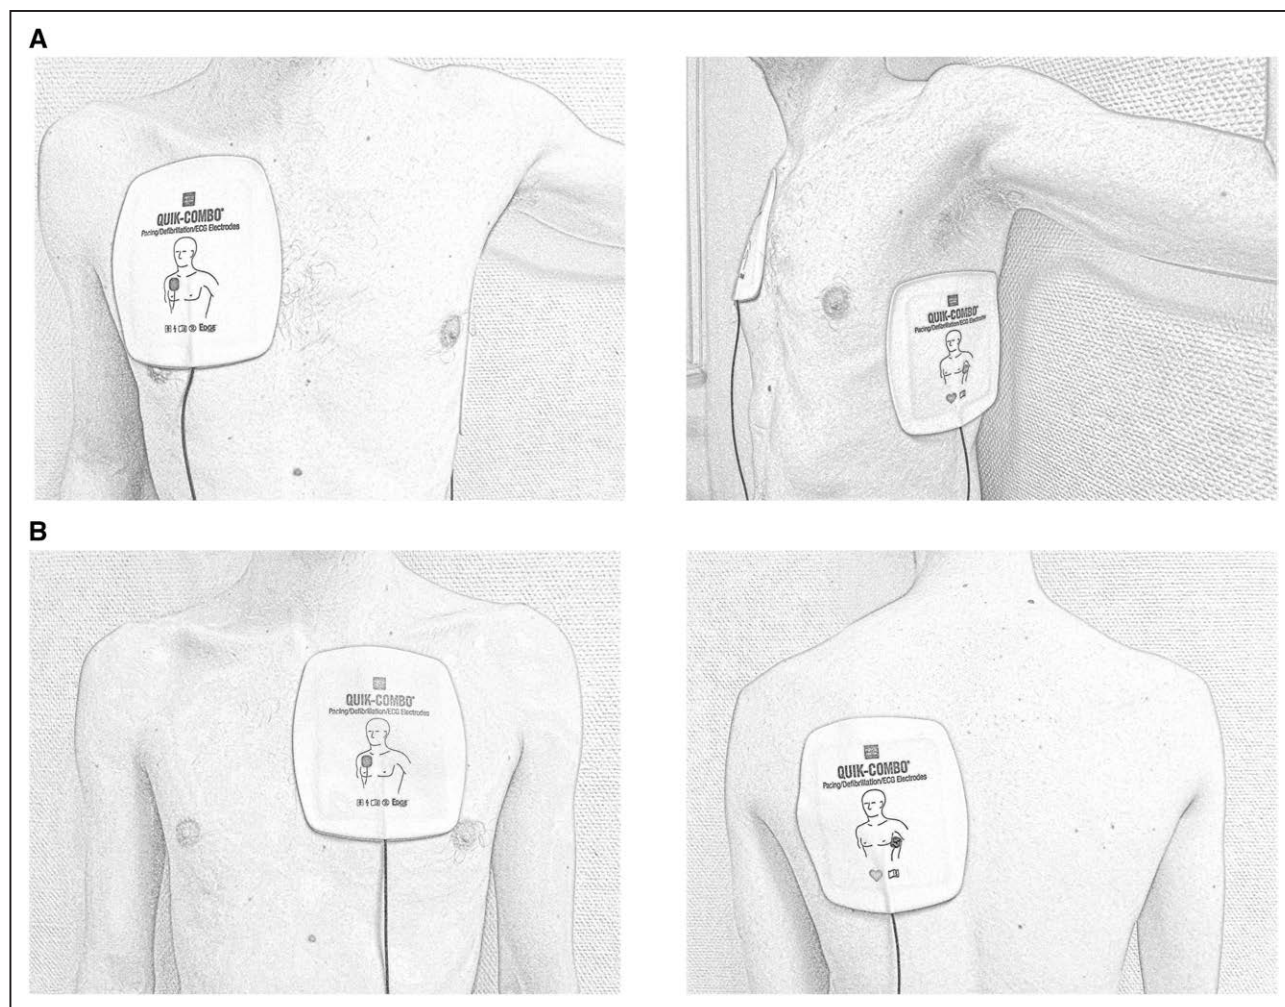 A
QUIK-COMBO®
Pacing/Defibrillation/ECG Electrodes
EDGE
QUIK-COMBO®
Pacing/Defibrillation/ECG Electrodes
B
QUIK-COMBO®
Pacing/Defibrillation/ECG Electrodes
EDGE
QUIK-COMBO®
Pacing/Defibrillation/ECG Electrodes